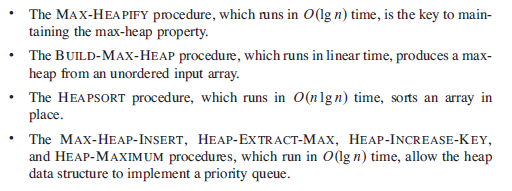 • The MAX-HEAPIFY procedure, which runs in O(lg n) time, is the key to main-
taining the max-heap property.
• The BUILD-MAX-HEAP procedure, which runs in linear time, produces a max-
heap from an unordered input array.
• The HEAPSORT procedure, which runs in O(n lg n) time, sorts an array in
place.
• The MAX-HEAP-INSERT, HEAP-EXTRACT-MAX, HEAP-INCREASE-KEY,
and HEAP-MAXIMUM procedures, which run in O(lg n) time, allow the heap
data structure to implement a priority queue.